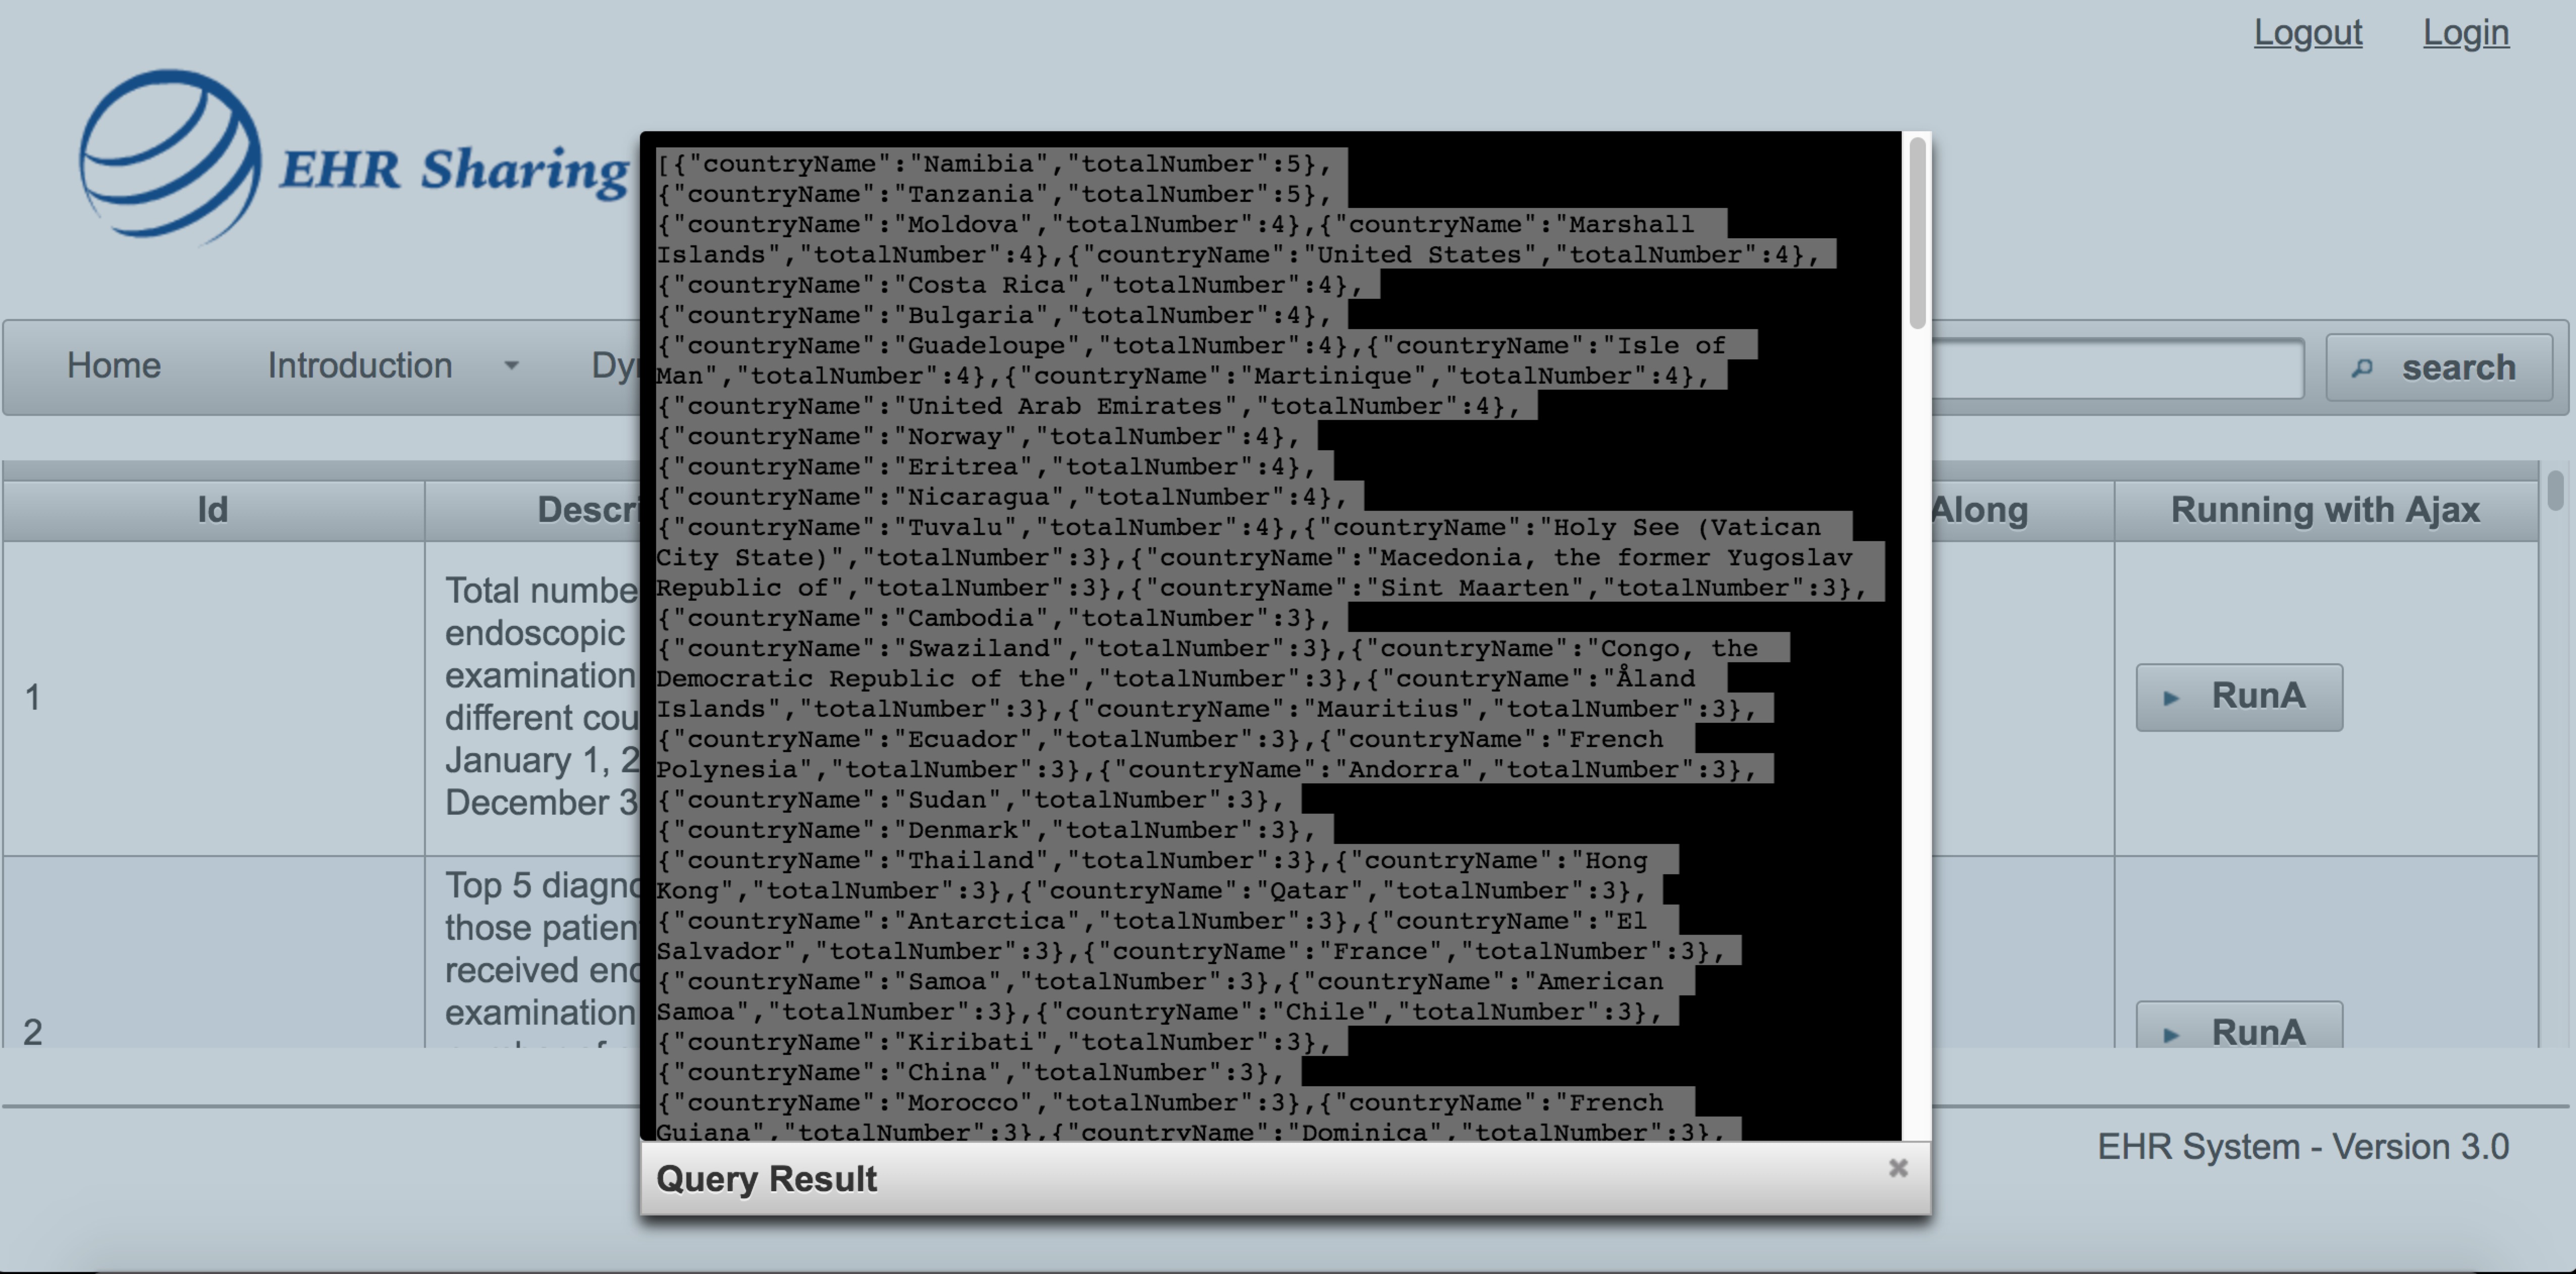 Logout Login
EHR Sharing
Home Introduction search
Id Along Running with Ajax
1
Total
endoscopic
examination
different
January 1,
December
RunA
2
Top 5
those
received
examination
RunA
[{"countryName":"Namibia","totalNumber":5},
{"countryName":"Tanzania","totalNumber":5},
{"countryName":"Moldova","totalNumber":4},{"countryName":"Marshall
Islands","totalNumber":4},{"countryName":"United States","totalNumber":4},
{"countryName":"Costa Rica","totalNumber":4},
{"countryName":"Bulgaria","totalNumber":4},
{"countryName":"Guadeloupe","totalNumber":4},{"countryName":"Isle of
Man","totalNumber":4},{"countryName":"Martinique","totalNumber":4},
{"countryName":"United Arab Emirates","totalNumber":4},
{"countryName":"Norway","totalNumber":4},
{"countryName":"Eritrea","totalNumber":4},
{"countryName":"Nicaragua","totalNumber":4},
{"countryName":"Tuvalu","totalNumber":4},{"countryName":"Holy See (Vatican
City State)","totalNumber":3},{"countryName":"Macedonia, the former Yugoslav
Republic of","totalNumber":3},{"countryName":"Sint Maarten","totalNumber":3},
{"countryName":"Cambodia","totalNumber":3},
{"countryName":"Swaziland","totalNumber":3},{"countryName":"Congo, the
Democratic Republic of the","totalNumber":3},{"countryName":"Åland
Islands","totalNumber":3},{"countryName":"Mauritius","totalNumber":3},
{"countryName":"Ecuador","totalNumber":3},{"countryName":"French
Polynesia","totalNumber":3},{"countryName":"Andorra","totalNumber":3},
{"countryName":"Sudan","totalNumber":3},
{"countryName":"Denmark","totalNumber":3},
{"countryName":"Thailand","totalNumber":3},{"countryName":"Hong
Kong","totalNumber":3},{"countryName":"Qatar","totalNumber":3},
{"countryName":"Antarctica","totalNumber":3},{"countryName":"El
Salvador","totalNumber":3},{"countryName":"France","totalNumber":3},
{"countryName":"Samoa","totalNumber":3},{"countryName":"American
Samoa","totalNumber":3},{"countryName":"Chile","totalNumber":3},
{"countryName":"Kiribati","totalNumber":3},
{"countryName":"China","totalNumber":3},
{"countryName":"Morocco","totalNumber":3},{"countryName":"French
Guiana","totalNumber":3},{"countryName":"Dominica","totalNumber":3},
Query Result
EHR System - Version 3.0